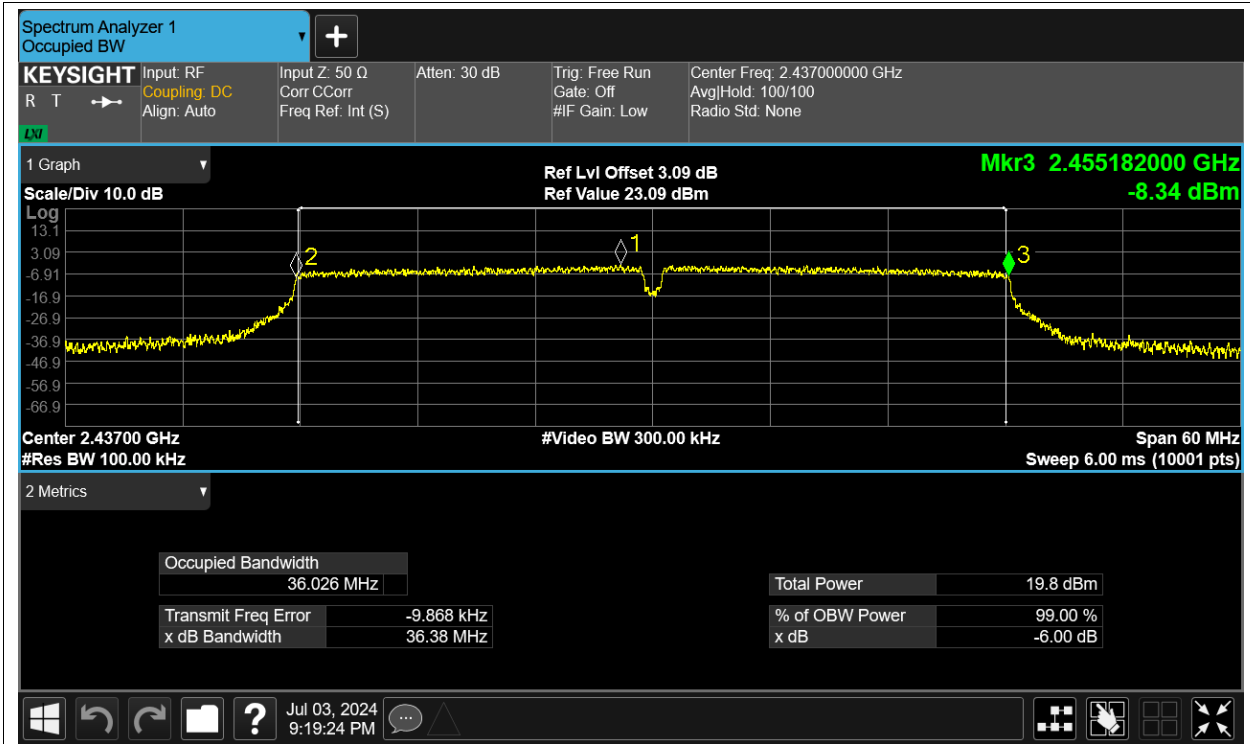 Spectrum Analyzer 1
Occupied BW
KEYSIGHT
R T
LXI
Input: RF
Coupling: DC
Align: Auto
Input Z: 50 Ω
Corr CCorr
Freq Ref: Int (S)
Atten: 30 dB
Trig: Free Run
Gate: Off
#IF Gain: Low
Center Freq: 2.437000000 GHz
Avg|Hold: 100/100
Radio Std: None
1 Graph
Scale/Div 10.0 dB
Ref Lvl Offset 3.09 dB
Ref Value 23.09 dBm
Mkr3 2.455182000 GHz
-8.34 dBm
Log
13.1
3.09
-6.91
-16.9
-26.9
-36.9
-46.9
-56.9
-66.9
2
1
3
Center 2.43700 GHz
#Res BW 100.00 kHz
#Video BW 300.00 kHz
Span 60 MHz
Sweep 6.00 ms (10001 pts)
2 Metrics
Occupied Bandwidth
36.026 MHz
Transmit Freq Error -9.868 kHz
x dB Bandwidth 36.38 MHz
Total Power 19.8 dBm
% of OBW Power 99.00 %
x dB -6.00 dB
?
Jul 03, 2024
9:19:24 PM